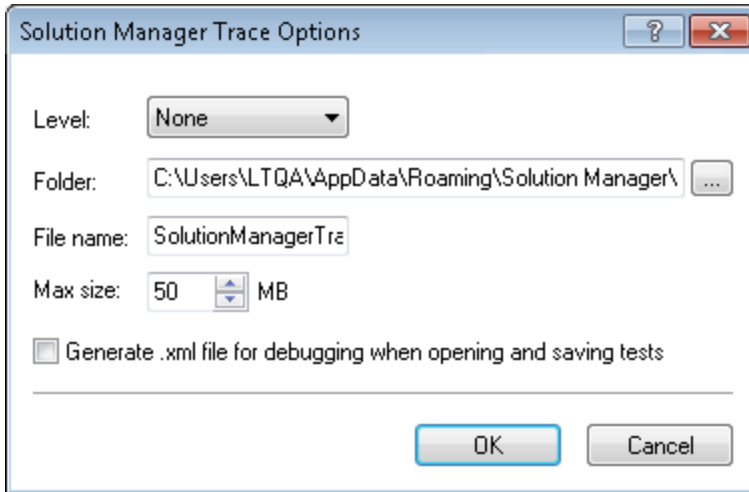 Solution Manager Trace Options
Level: None
Folder: C:\Users\LTQA\AppData\Roaming\Solution Manager\ ...
File name: SolutionManagerTra
Max size: 50 MB
Generate .xml file for debugging when opening and saving tests
OK Cancel